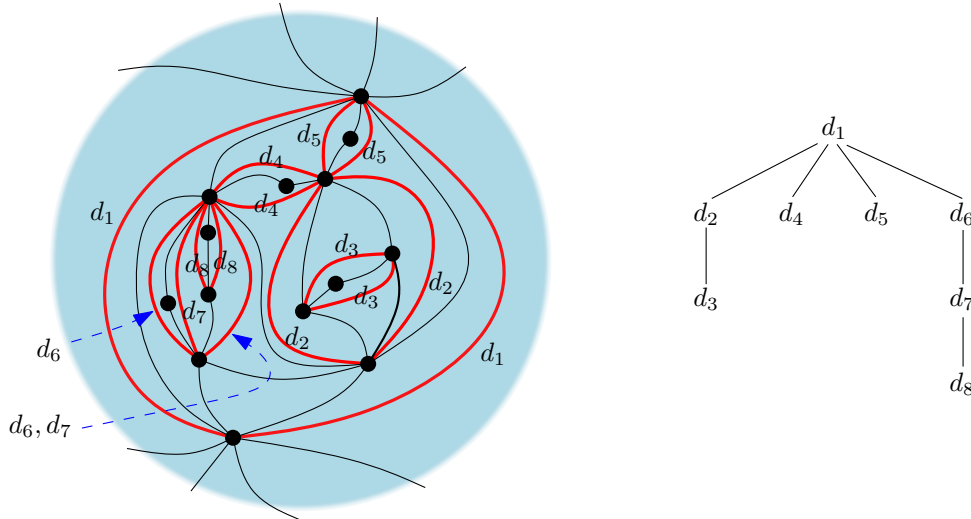 d₅
d₅
d₄
d₄
d₁
d₈ d₈
d₃
d₃
d₂
d₇
d₂
d₁
d₆
d₆, d₇
d₁
d₂ d₄ d₅ d₆
d₃ d₇
d₈